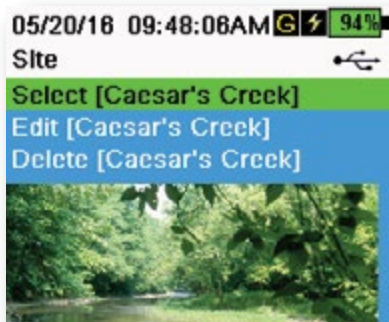 05/20/16 09:48:06AM G 94%
Site
Select [Caesar's Creek]
Edit [Caesar's Creek]
Delete [Caesar's Creek]